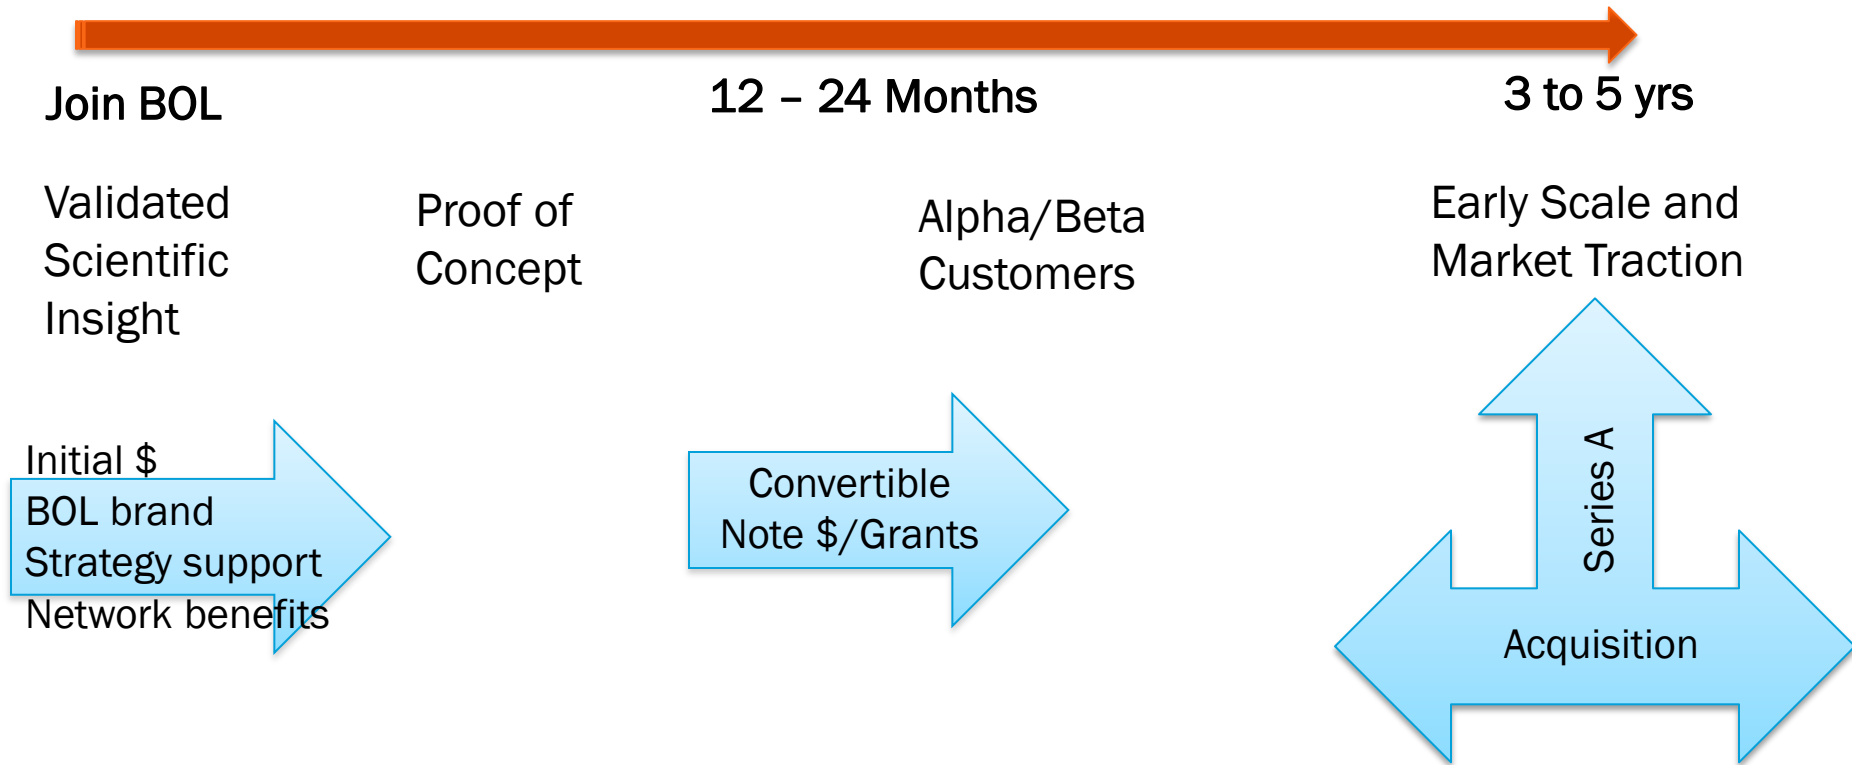 Join BOL
12 – 24 Months
3 to 5 yrs
Validated
Scientific
Insight
Proof of
Concept
Alpha/Beta
Customers
Early Scale and
Market Traction
Initial $
BOL brand
Strategy support
Network benefits
Convertible
Note $/Grants
Series A
Acquisition